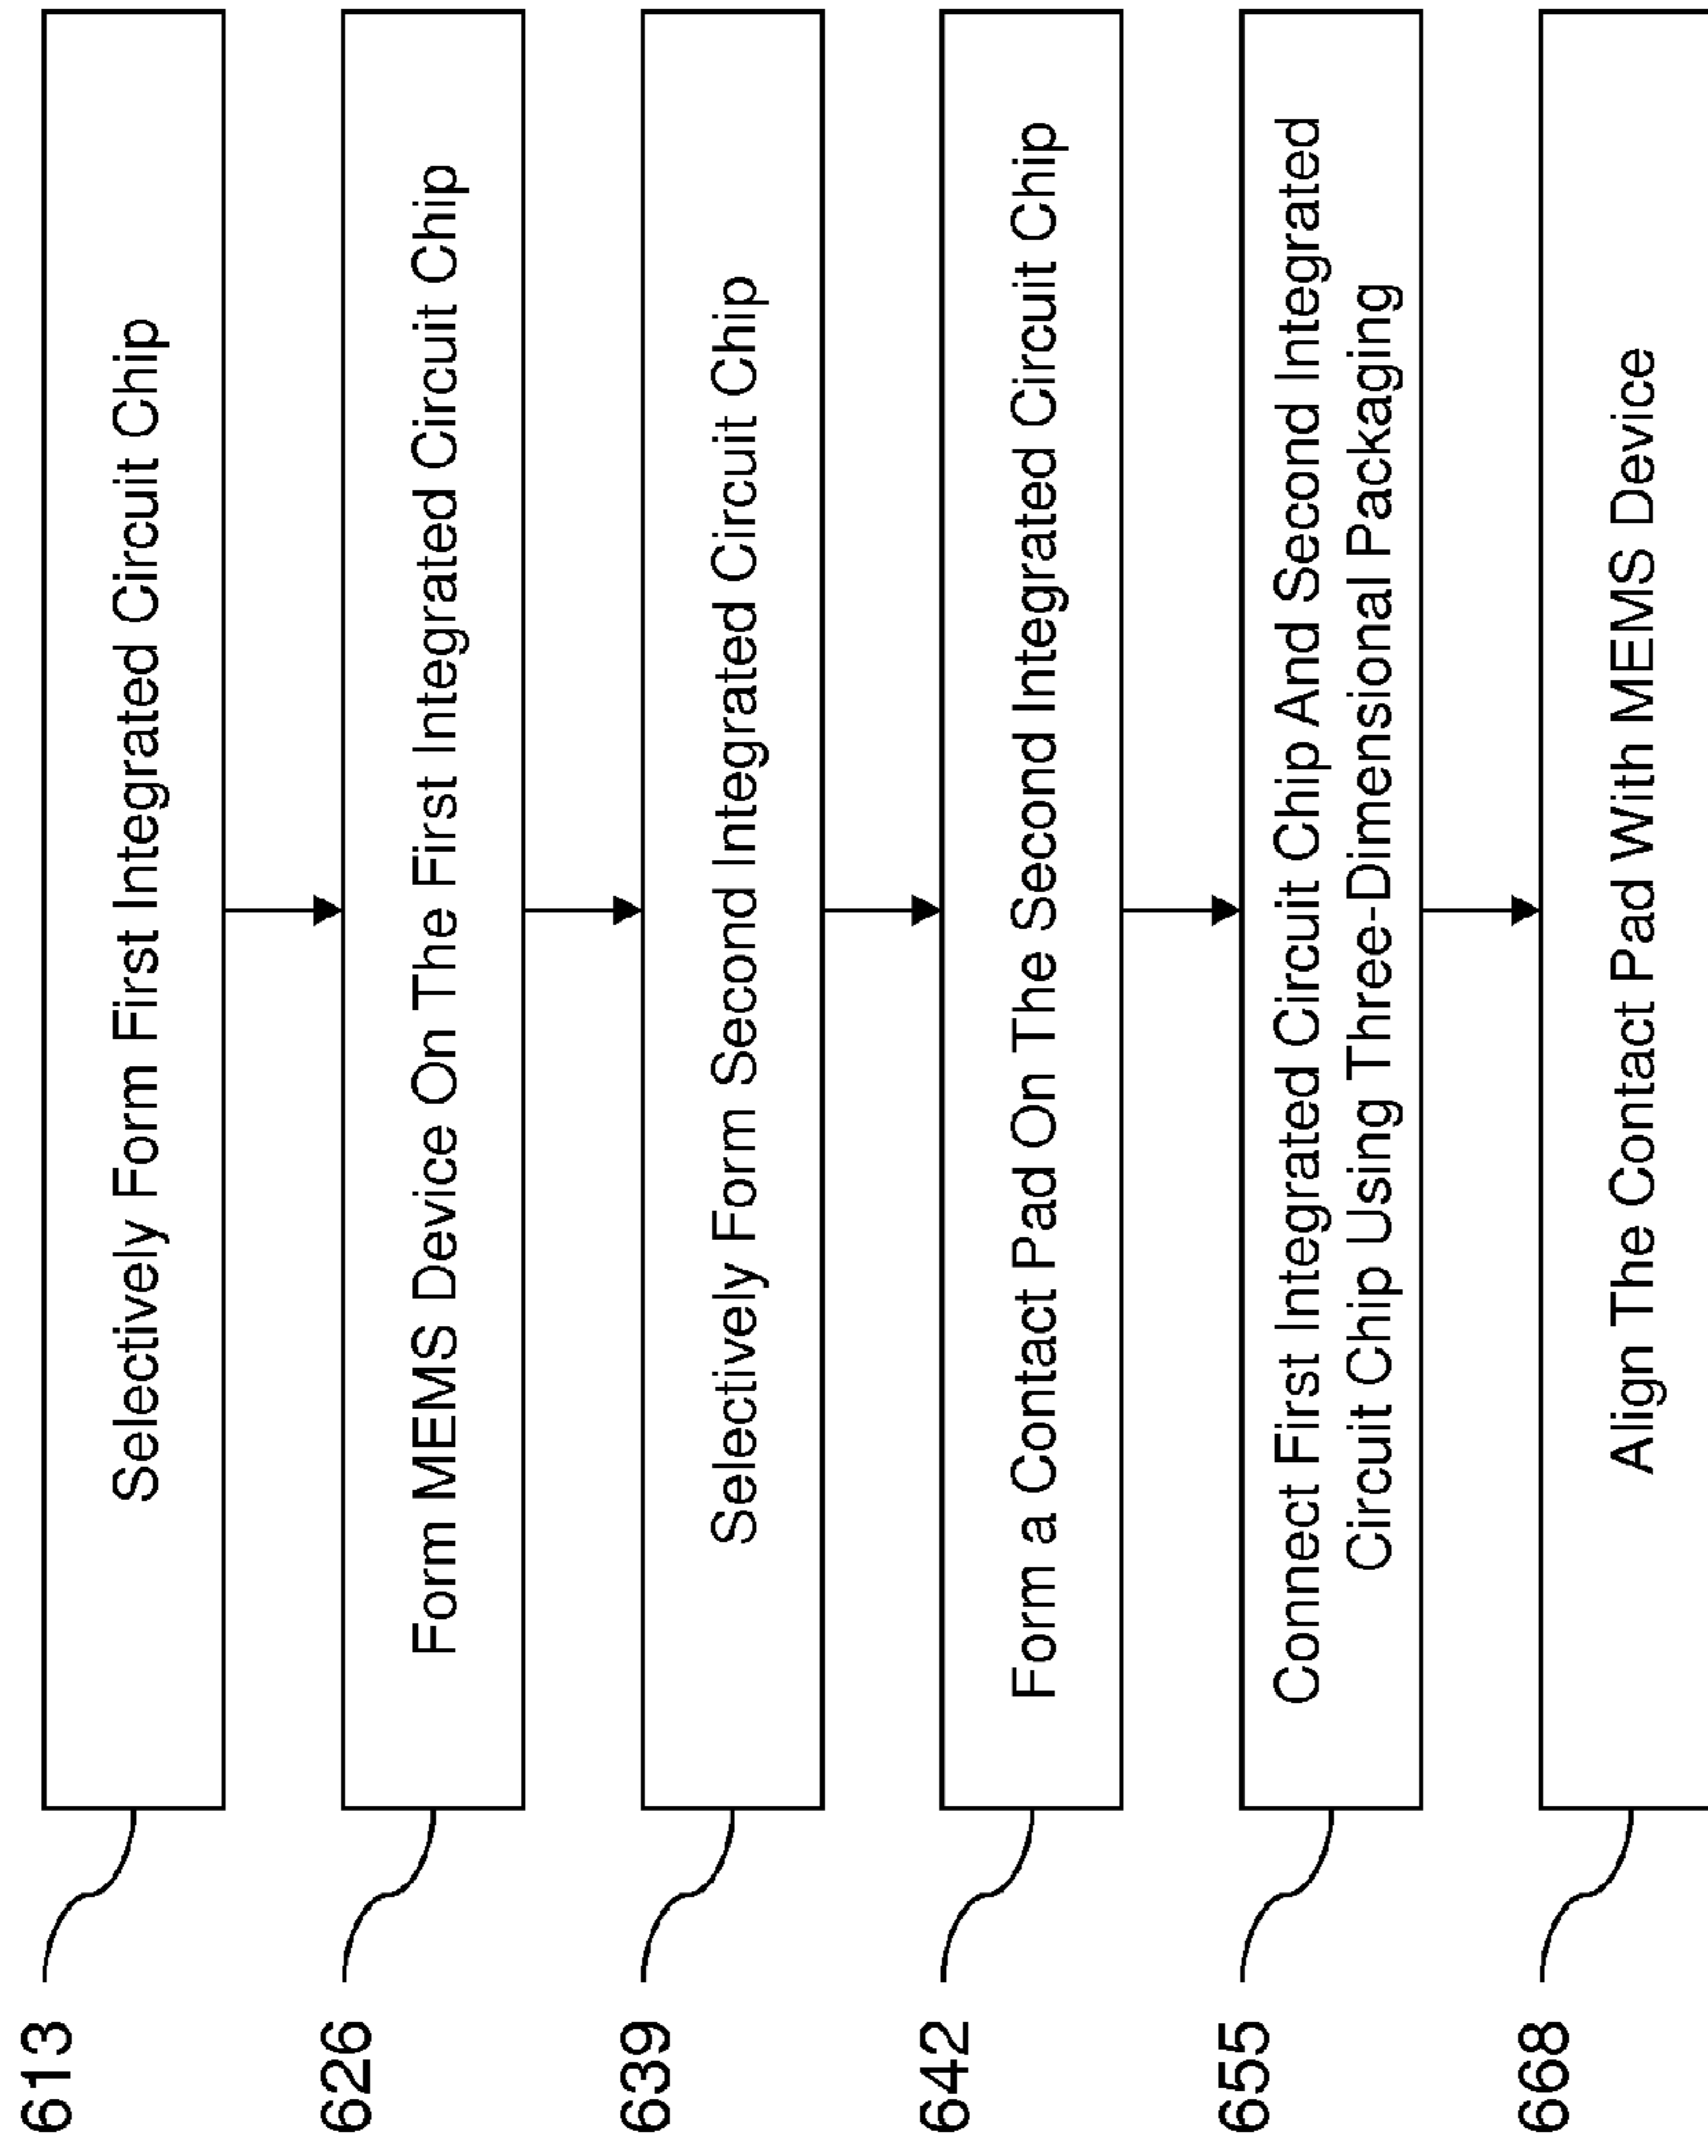 613
Selectively Form First Integrated Circuit Chip
626
Form MEMS Device On The First Integrated Circuit Chip
639
Selectively Form Second Integrated Circuit Chip
642
Form a Contact Pad On The Second Integrated Circuit Chip
655
Connect First Integrated Circuit Chip And Second Integrated
Circuit Chip Using Three-Dimensional Packaging
668
Align The Contact Pad With MEMS Device